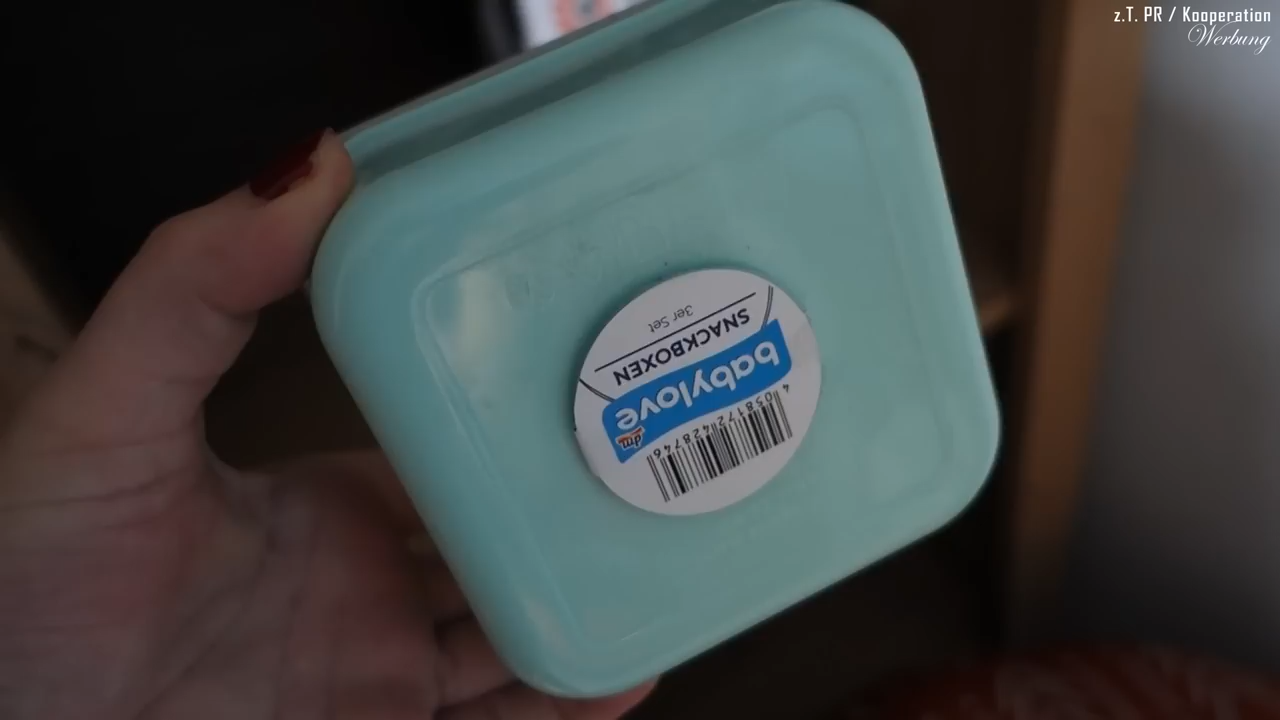 z.T. PR / Kooperation
Werbung
3er Set
SNACKBOXEN
babylove
dm
4 058172 428746